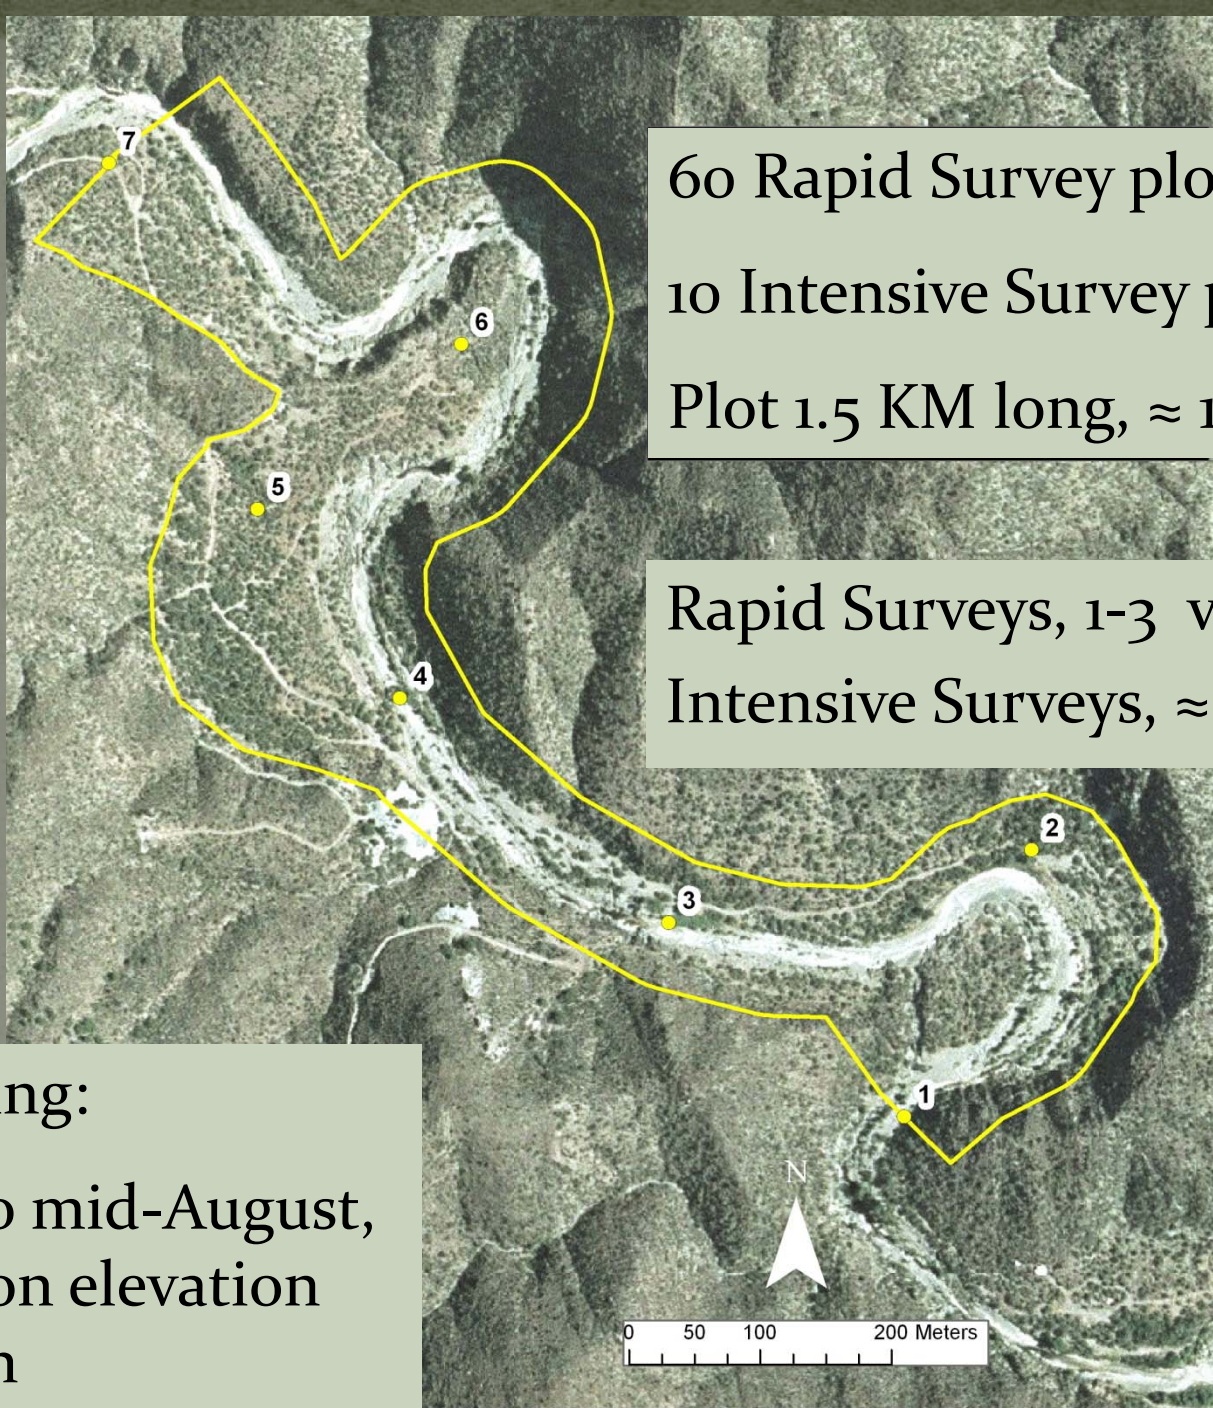 7
60 Rapid Survey plo
10 Intensive Survey p
Plot 1.5 KM long, ≈ 1
6
5
Rapid Surveys, 1-3 v
Intensive Surveys, ≈
4
2
3
ng:
1
o mid-August,
on elevation
n
N
0 50 100 200 Meters